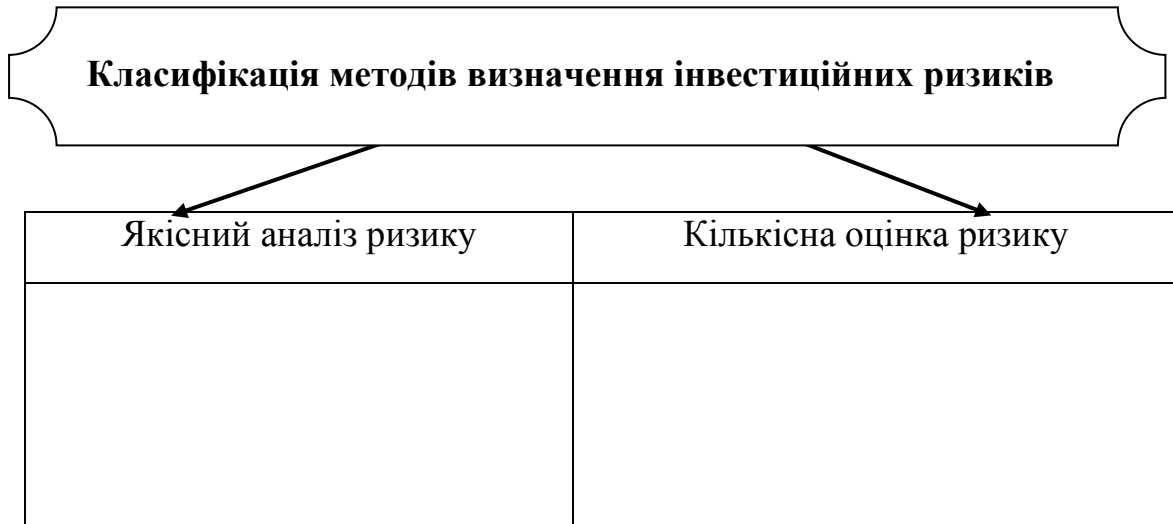 Класифікація методів визначення інвестиційних ризиків
Якісний аналіз ризику
Кількісна оцінка ризику